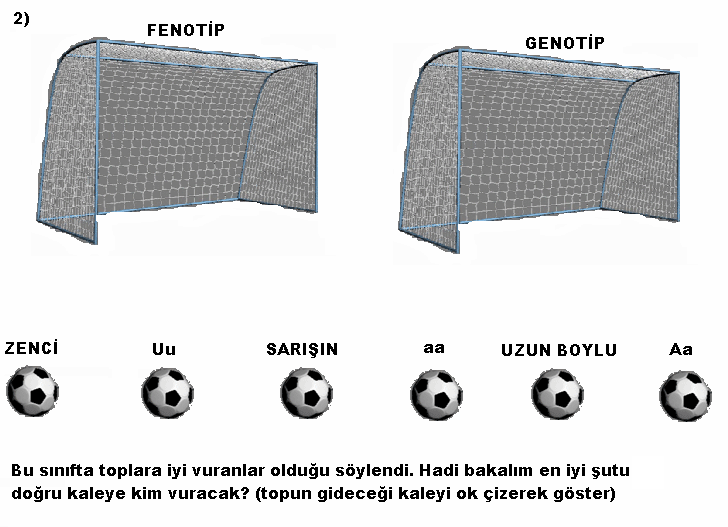 2)
FENOTİP
GENOTİP
ZENCİ
Uu
SARIŞIN
aa
UZUN BOYLU
Aa
Bu sınıfta toplara iyi vuranlar olduğu söylendi. Hadi bakalım en iyi şutu
doğru kaleye kim vuracak? (topun gideceği kaleyi ok çizerek göster)